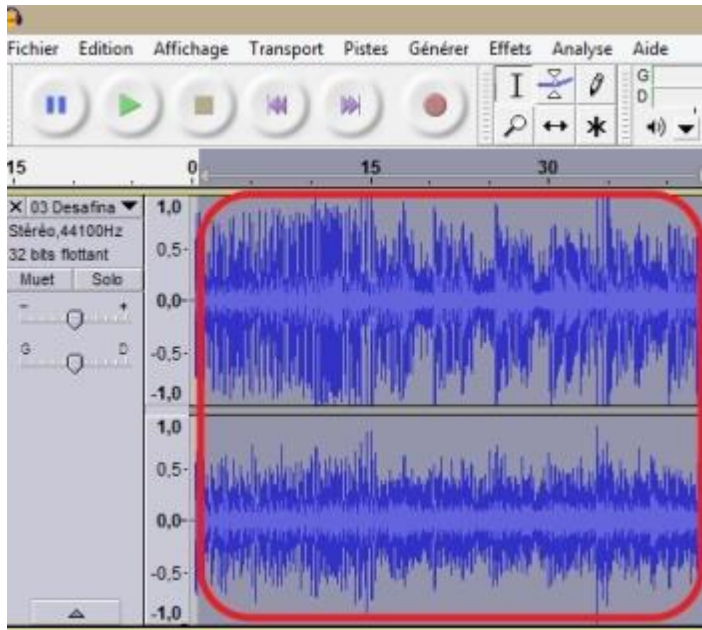 Fichier Edition Affichage Transport Pistes Générer Effets Analyse Aide
G
D
15 0 15 30
03 Desafina
Stéréo,44100Hz
32 bits flottant
Muet Solo
- +
G D
1,0
0,5-
0,0-
-0,5-
-1,0
1,0
0,5-
0,0-
-0,5-
-1,0